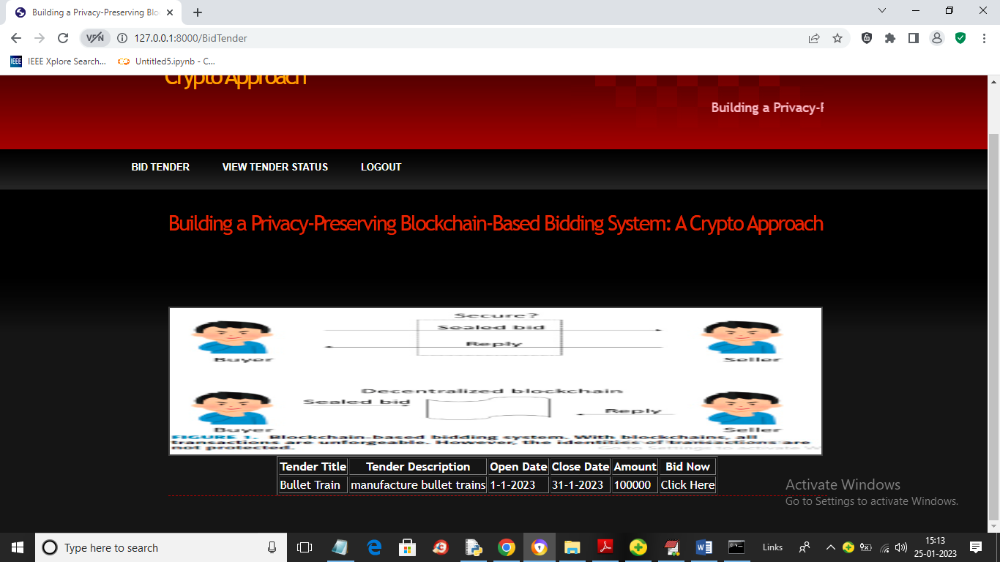 Building a Privacy-Preserving Blo
127.0.0.1:8000/BidTender
IEEE Xplore Search...
Untitled5.ipynb - C...
Crypto Approach
Building a Privacy-P
BID TENDER VIEW TENDER STATUS LOGOUT
Building a Privacy-Preserving Blockchain-Based Bidding System: A Crypto Approach
Secure?
Sealed bid
Reply
Buyer Seller
Decentralized blockchain
Sealed bid
Reply
Buyer Seller
FIGURE 1. Blockchain-based bidding system. With blockchains, all
transactions are unforgeable. However, the identities of transactions are
not protected.
Go to Settings to activate W
Tender Title Tender Description Open Date Close Date Amount Bid Now
Bullet Train manufacture bullet trains 1-1-2023 31-1-2023 100000 Click Here
Activate Windows
Go to Settings to activate Windows.
Type here to search
Links
15:13
25-01-2023